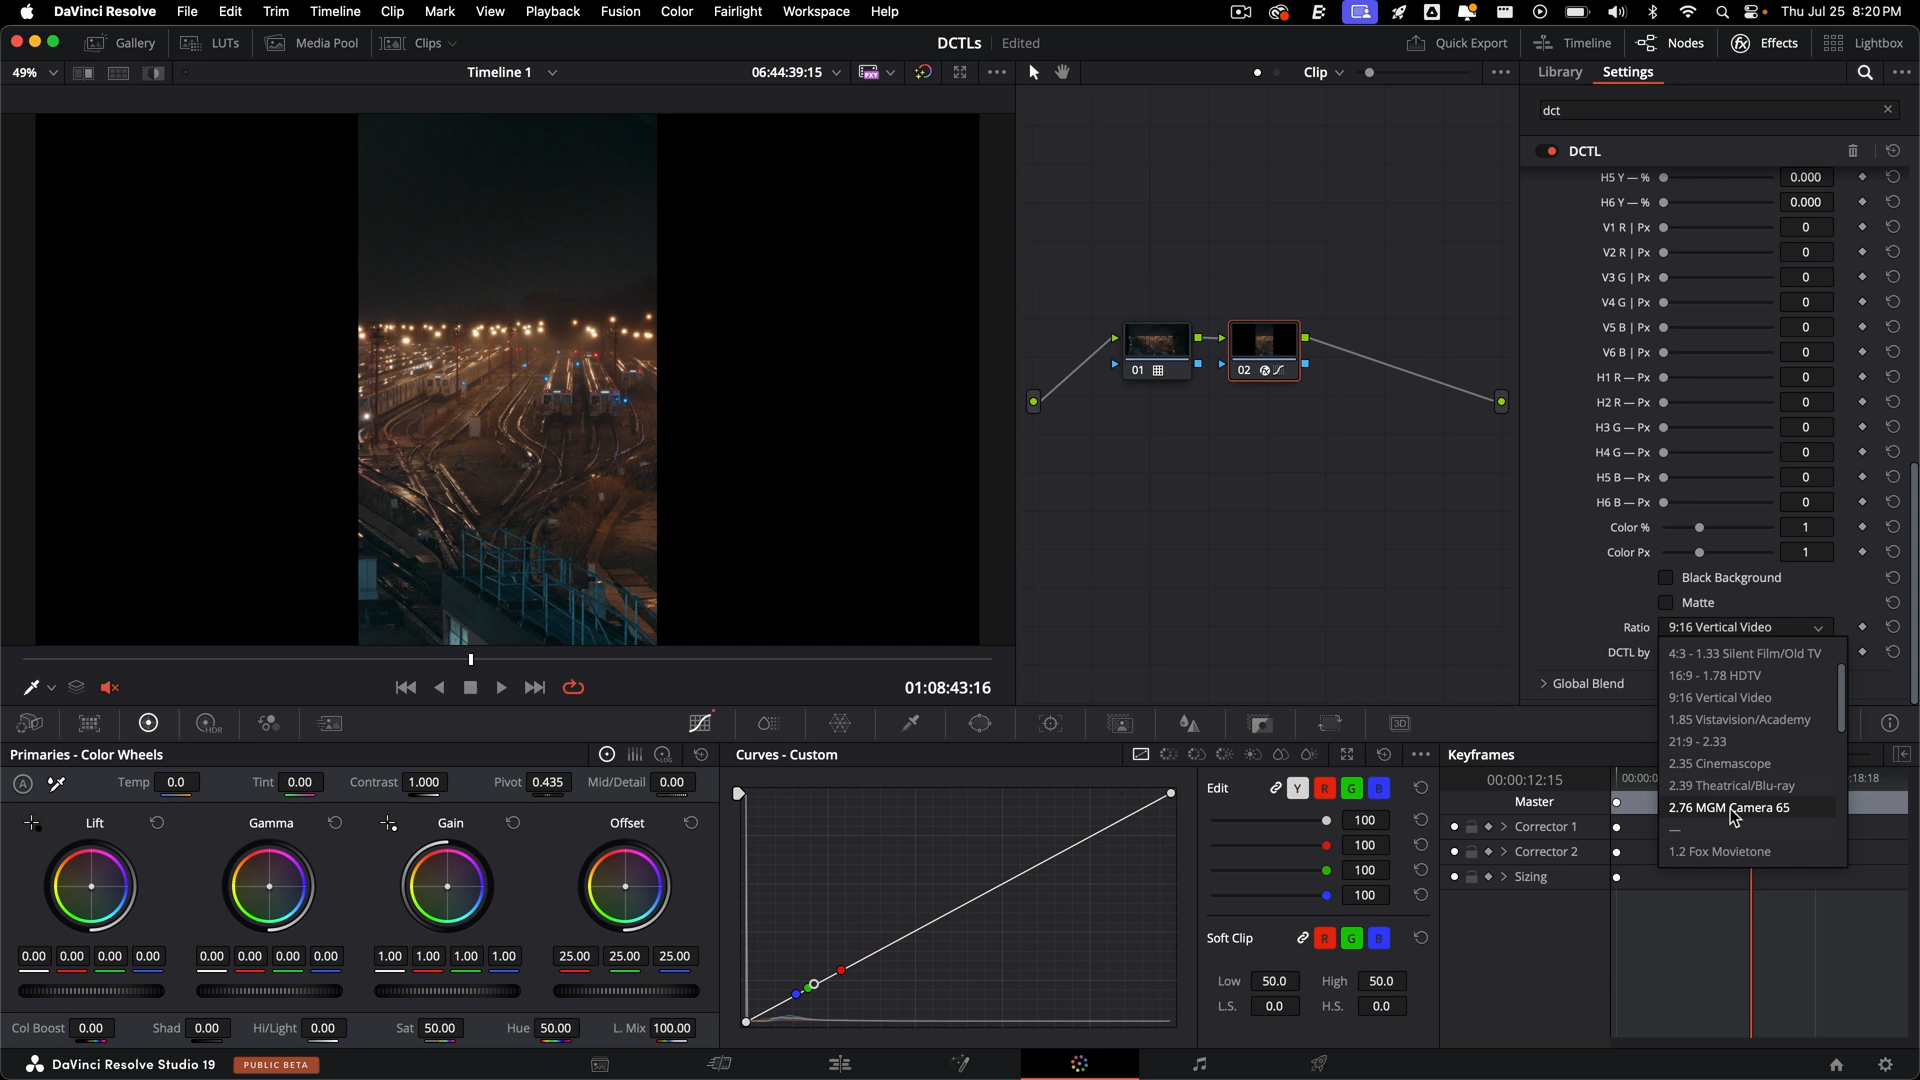 DaVinci Resolve File Edit Trim Timeline Clip Mark View Playback Fusion Color Fairlight Workspace Help Thu Jul 25 8:20 PM
Gallery LUTs Media Pool Clips DCTLs Edited Quick Export Timeline Nodes Effects Lightbox
49% Timeline 1 06:44:39:15 Clip Library Settings
dct
DCTL
H5 Y — % 0.000
H6 Y — % 0.000
V1 R | Px 0
V2 R | Px 0
V3 G | Px 0
V4 G | Px 0
V5 B | Px 0
V6 B | Px 0
H1 R — Px 0
H2 R — Px 0
H3 G — Px 0
H4 G — Px 0
H5 B — Px 0
H6 B — Px 0
Color % 1
Color Px 1
Black Background
Matte
Ratio 9:16 Vertical Video
DCTL by
Global Blend
4:3 - 1.33 Silent Film/Old TV
16:9 - 1.78 HDTV
9:16 Vertical Video
1.85 Vistavision/Academy
21:9 - 2.33
2.35 Cinemascope
2.39 Theatrical/Blu-ray
2.76 MGM Camera 65
—
1.2 Fox Movietone
01
02
01:08:43:16
HDR
3D
Primaries - Color Wheels
A Temp 0.0 Tint 0.00 Contrast 1.000 Pivot 0.435 Mid/Detail 0.00
Lift Gamma Gain Offset
0.00 0.00 0.00 0.00 0.00 0.00 0.00 0.00 1.00 1.00 1.00 1.00 25.00 25.00 25.00
Col Boost 0.00 Shad 0.00 Hi/Light 0.00 Sat 50.00 Hue 50.00 L. Mix 100.00
Curves - Custom
Edit Y R G B
100
100
100
100
Soft Clip R G B
Low 50.0 High 50.0
L.S. 0.0 H.S. 0.0
Keyframes
00:00:12:15 00:00:0 :18:18
Master
Corrector 1
Corrector 2
Sizing
DaVinci Resolve Studio 19 PUBLIC BETA